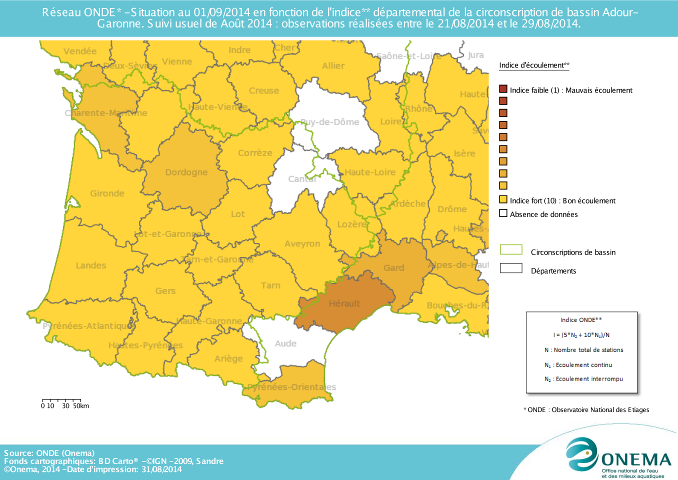 Réseau ONDE* -Situation au 01/09/2014 en fonction de l'indice** départemental de la circonscription de bassin Adour-
Garonne. Suivi usuel de Août 2014 : observations réalisées entre le 21/08/2014 et le 29/08/2014.
Vendée
Deux-Sèvres
Vienne
Indre
Cher
Allier
Saône-et-Loire
Jura
Charente-Maritime
Haute-Vienne
Creuse
Puy-de-Dôme
Loire
Rhône
Haute
Savo
Corrèze
Isère
Dordogne
Cantal
Haute-Loire
Gironde
Ardèche
Drôme
Hautes-
Lot
Lozère
Lot-et-Garonne
Aveyron
Tarn-et-Garonne
Gard
Alpes-de-Haut
Landes
Gers
Tarn
Hérault
Bouches-du-R
Pyrénées-Atlantiques
Haute-Garonne
Hautes-Pyrénées
Ariège
Aude
Pyrénées-Orientales
0 10 30 50km
Indice d'écoulement**
Indice faible (1) : Mauvais écoulement
Indice fort (10) : Bon écoulement
Absence de données
Circonscriptions de bassin
Départements
Indice ONDE**
I = (5*N₂ + 10*N₁)/N
N : Nombre total de stations
N₁ : Ecoulement continu
N₂ : Ecoulement interrompu
* ONDE : Observatoire National des Etiages
Source: ONDE (Onema)
Fonds cartographiques: BD Carto® -©IGN -2009, Sandre
©Onema, 2014 -Date d'impression: 31/08/2014
ONEMA
Office national de l'eau
et des milieux aquatiques